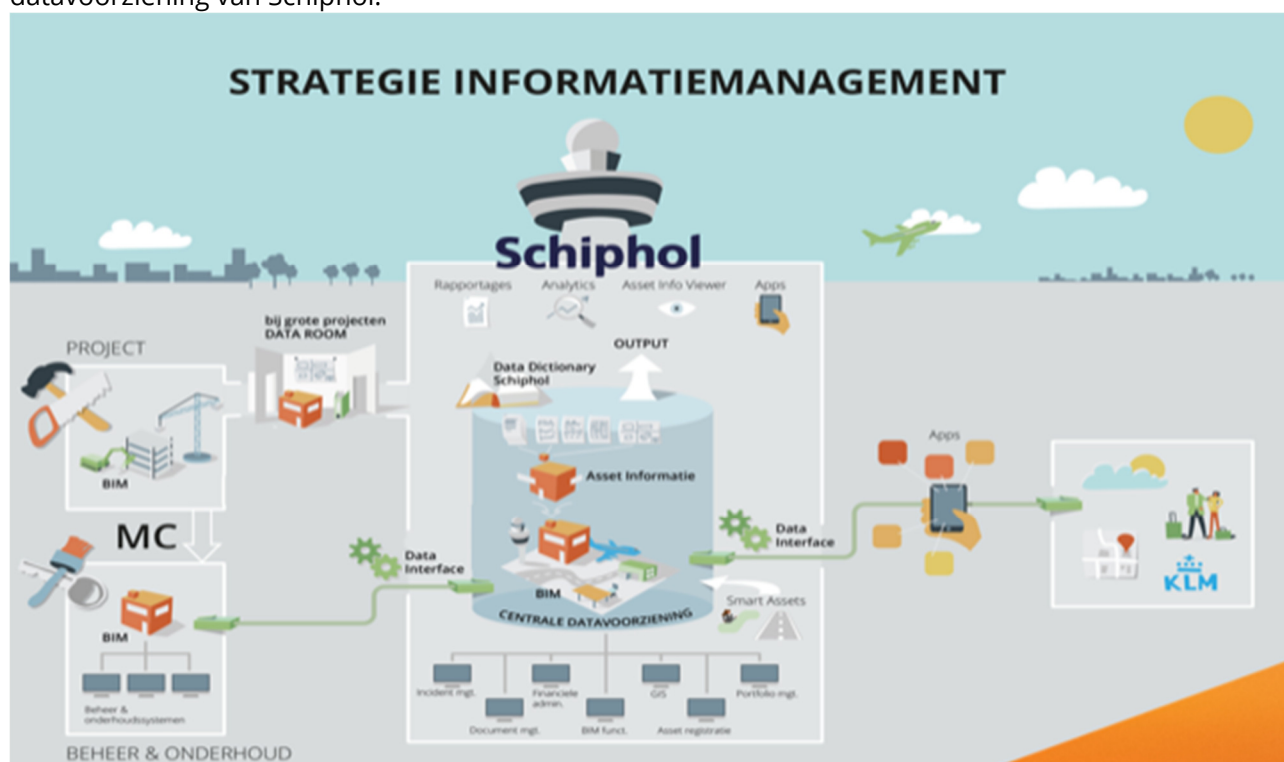 datavoorziening van Schiphol.
STRATEGIE INFORMATIEMANAGEMENT
Schiphol
Rapportages
Analytics
Asset Info Viewer
Apps
bij grote projecten
DATA ROOM
OUTPUT
PROJECT
Data Dictionary
Schiphol
BIM
Asset Informatie
Apps
MC
Data
Interface
Data
Interface
BIM
BIM
CENTRALE DATAVOORZIENING
Smart Assets
KLM
Incident mgt.
Financiele
admin.
GIS
Portfolio mgt.
Document mgt.
BIM funct.
Asset registratie
Beheer &
onderhoudssystemen
BEHEER & ONDERHOUD